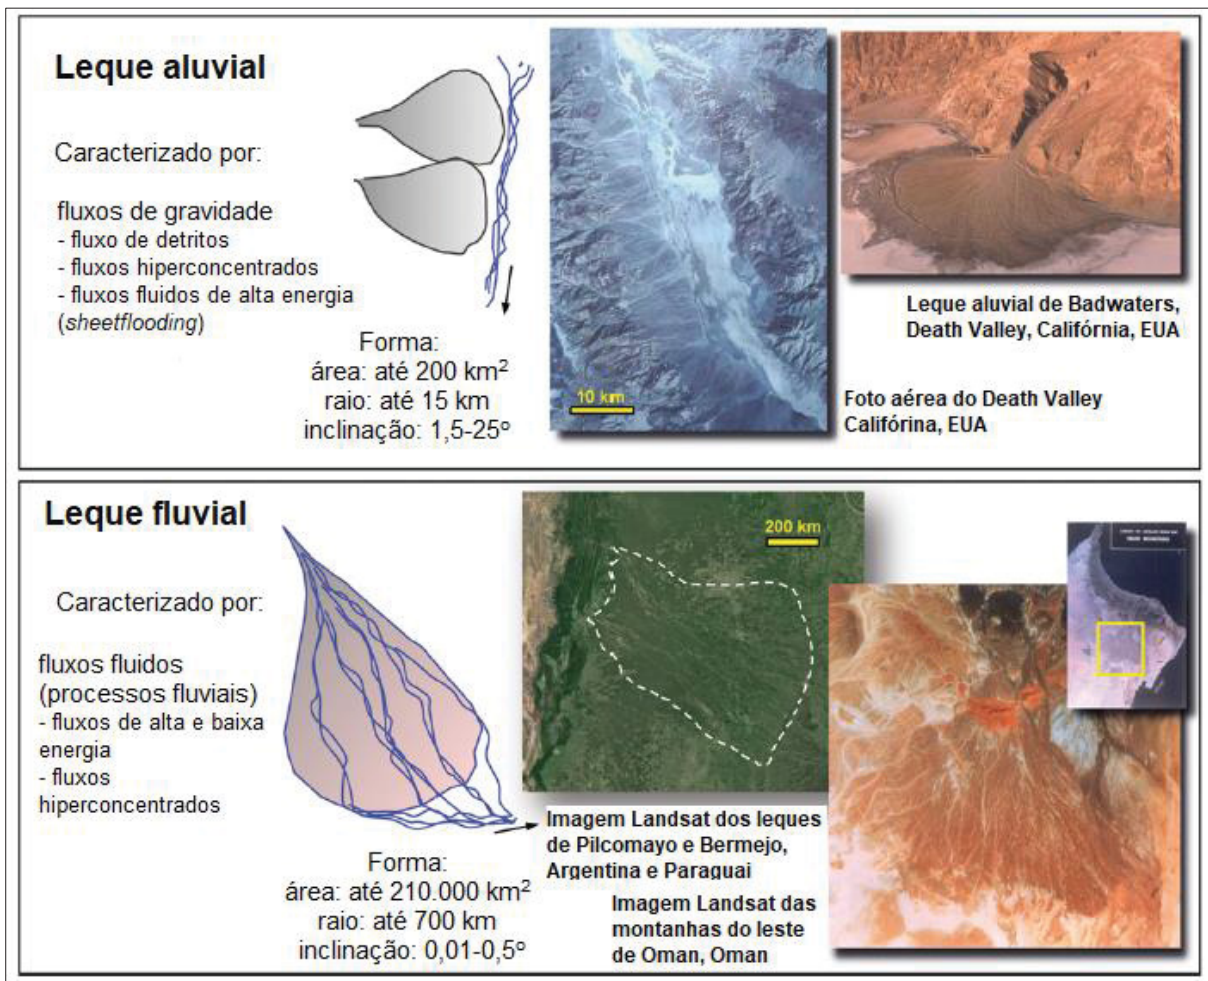 Leque aluvial
Caracterizado por:
fluxos de gravidade
- fluxo de detritos
- fluxos hiperconcentrados
- fluxos fluidos de alta energia
(sheetflooding)
Forma:
área: até 200 km²
raio: até 15 km
inclinação: 1,5-25º
10 km
Leque aluvial de Badwaters,
Death Valley, Califórnia, EUA
Foto aérea do Death Valley
Califórina, EUA
Leque fluvial
Caracterizado por:
fluxos fluidos
(processos fluviais)
- fluxos de alta e baixa
energia
- fluxos
hiperconcentrados
Forma:
área: até 210.000 km²
raio: até 700 km
inclinação: 0,01-0,5º
200 km
Imagem Landsat dos leques
de Pilcomayo e Bermejo,
Argentina e Paraguai
Imagem Landsat das
montanhas do leste
de Oman, Oman